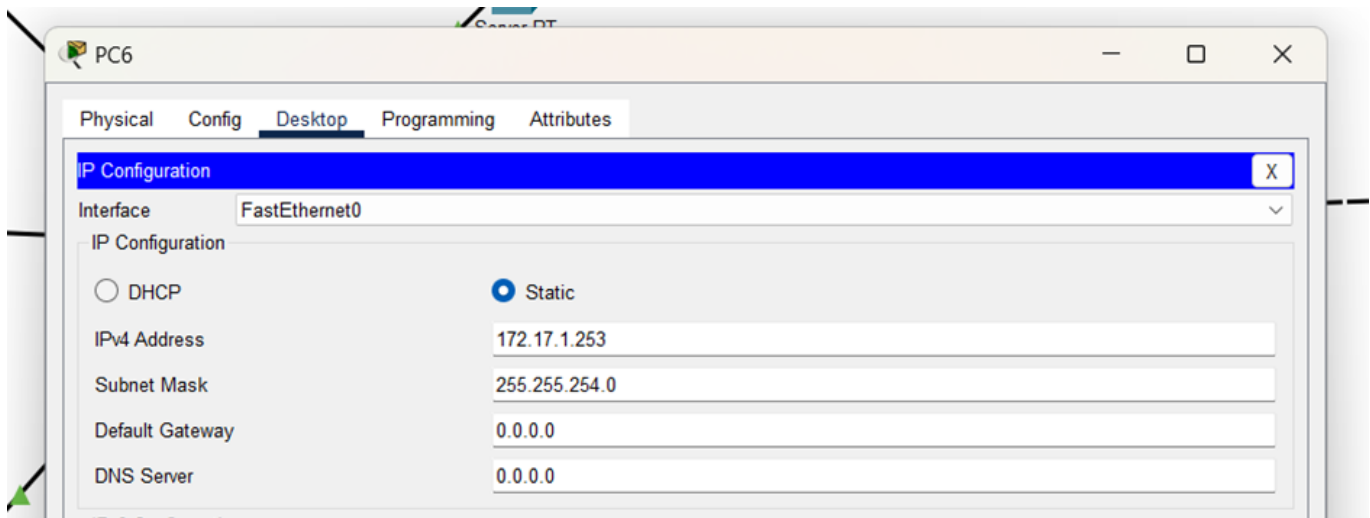 Server-PT
PC6
Physical Config Desktop Programming Attributes
IP Configuration X
Interface FastEthernet0
IP Configuration
DHCP Static
IPv4 Address 172.17.1.253
Subnet Mask 255.255.254.0
Default Gateway 0.0.0.0
DNS Server 0.0.0.0